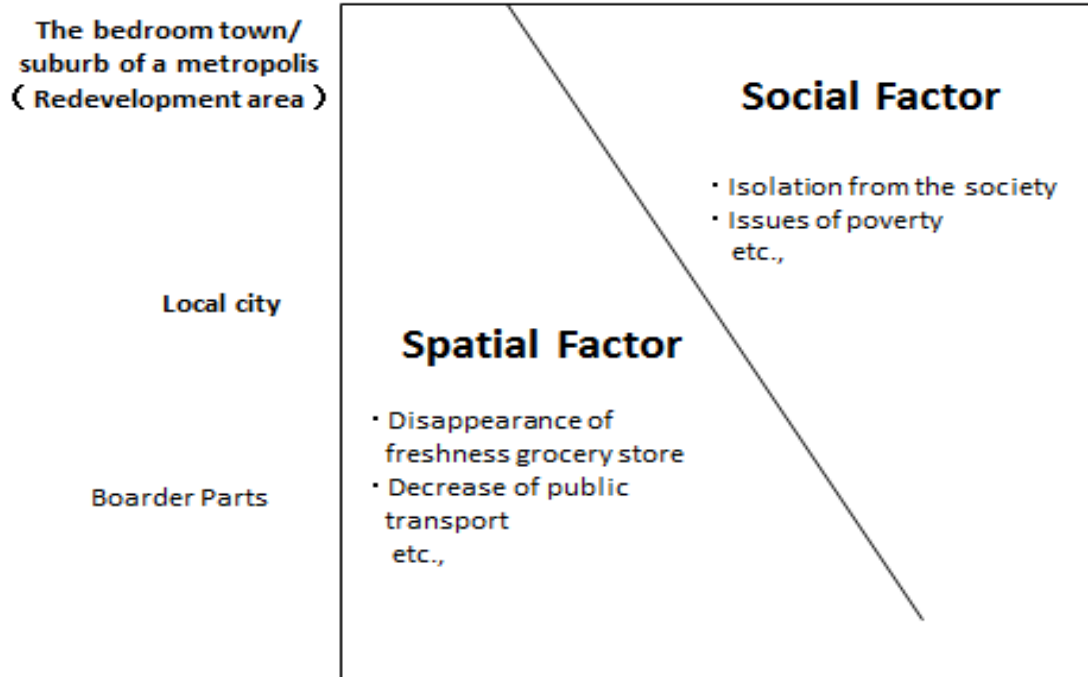 The bedroom town/
suburb of a metropolis
( Redevelopment area )
Social Factor
・Isolation from the society
・Issues of poverty
etc.,
Local city
Spatial Factor
・Disappearance of
freshness grocery store
・Decrease of public
transport
etc.,
Boarder Parts